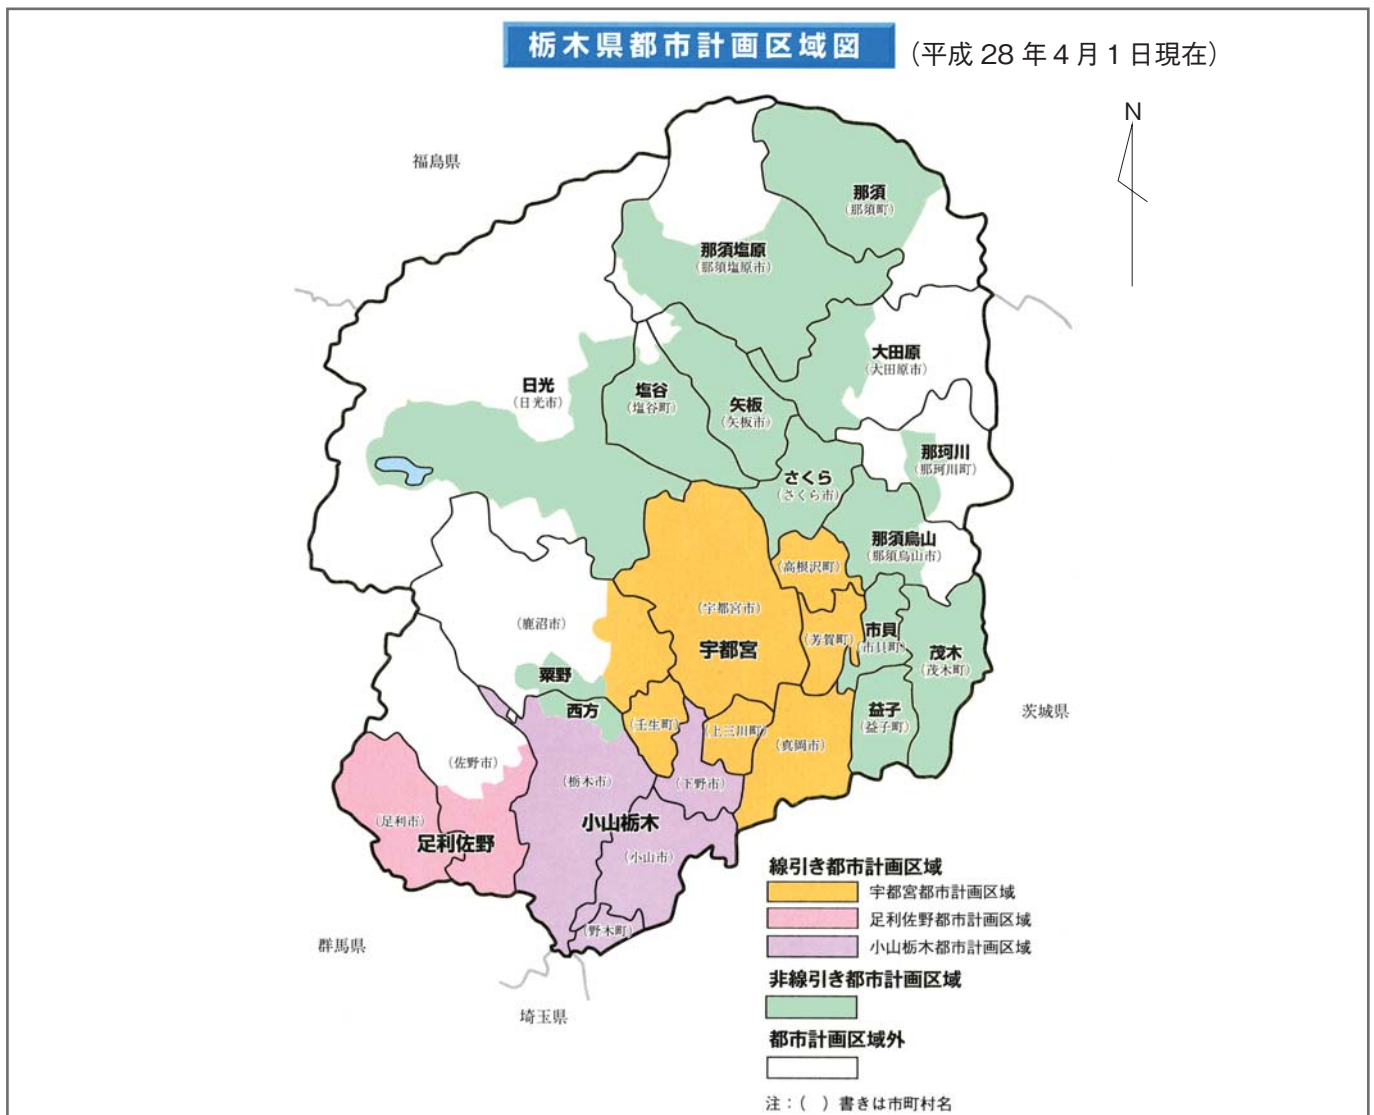 栃木県都市計画区域図 (平成 28 年 4 月 1 日現在)
N
福島県
那須
(那須町)
那須塩原
(那須塩原市)
大田原
(大田原市)
日光
(日光市)
塩谷
(塩谷町)
矢板
(矢板市)
那珂川
(那珂川町)
さくら
(さくら市)
那須烏山
(那須烏山市)
(高根沢町)
(宇都宮市)
宇都宮
(鹿沼市)
(芳賀町)
市貝
(市貝町)
茂木
(茂木町)
粟野
西方
益子
(益子町)
茨城県
(壬生町)
(上三川町)
(真岡市)
(佐野市)
(栃木市)
(下野市)
(足利市)
足利佐野
小山栃木
(小山市)
(野木町)
群馬県
埼玉県
線引き都市計画区域
宇都宮都市計画区域
足利佐野都市計画区域
小山栃木都市計画区域
非線引き都市計画区域
都市計画区域外
注：( ) 書きは市町村名